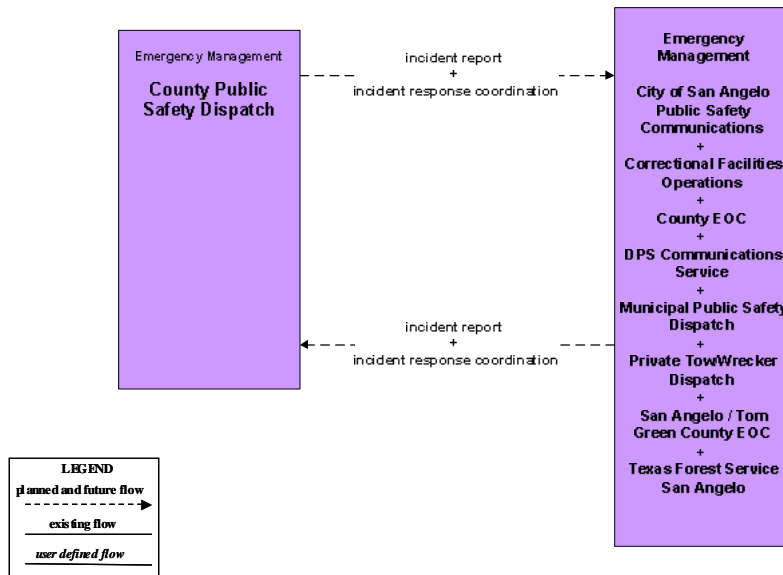 Emergency Management
County Public
Safety Dispatch
incident report
+
incident response coordination
incident report
+
incident response coordination
Emergency
Management
City of San Angelo
Public Safety
Communications
+
Correctional Facilities
Operations
+
County EOC
+
DPS Communications
Service
+
Municipal Public Safety
Dispatch
+
Private Tow/Wrecker
Dispatch
+
San Angelo / Tom
Green County EOC
+
Texas Forest Service
San Angelo
LEGEND
planned and future flow
existing flow
user defined flow